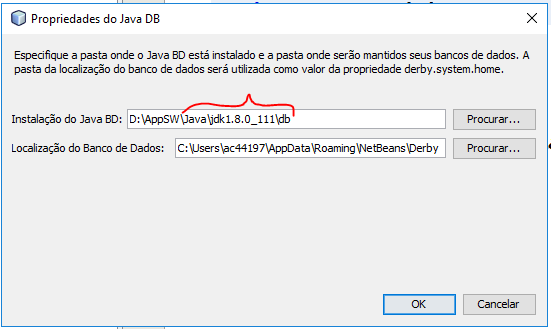 Propriedades do Java DB
Especifique a pasta onde o Java BD está instalado e a pasta onde serão mantidos seus bancos de dados. A
pasta da localização do banco de dados será utilizada como valor da propriedade derby.system.home.
Instalação do Java BD: D:\AppSW\Java\jdk1.8.0_111\db Procurar...
Localização do Banco de Dados: C:\Users\ac44197\AppData\Roaming\NetBeans\Derby Procurar...
OK Cancelar